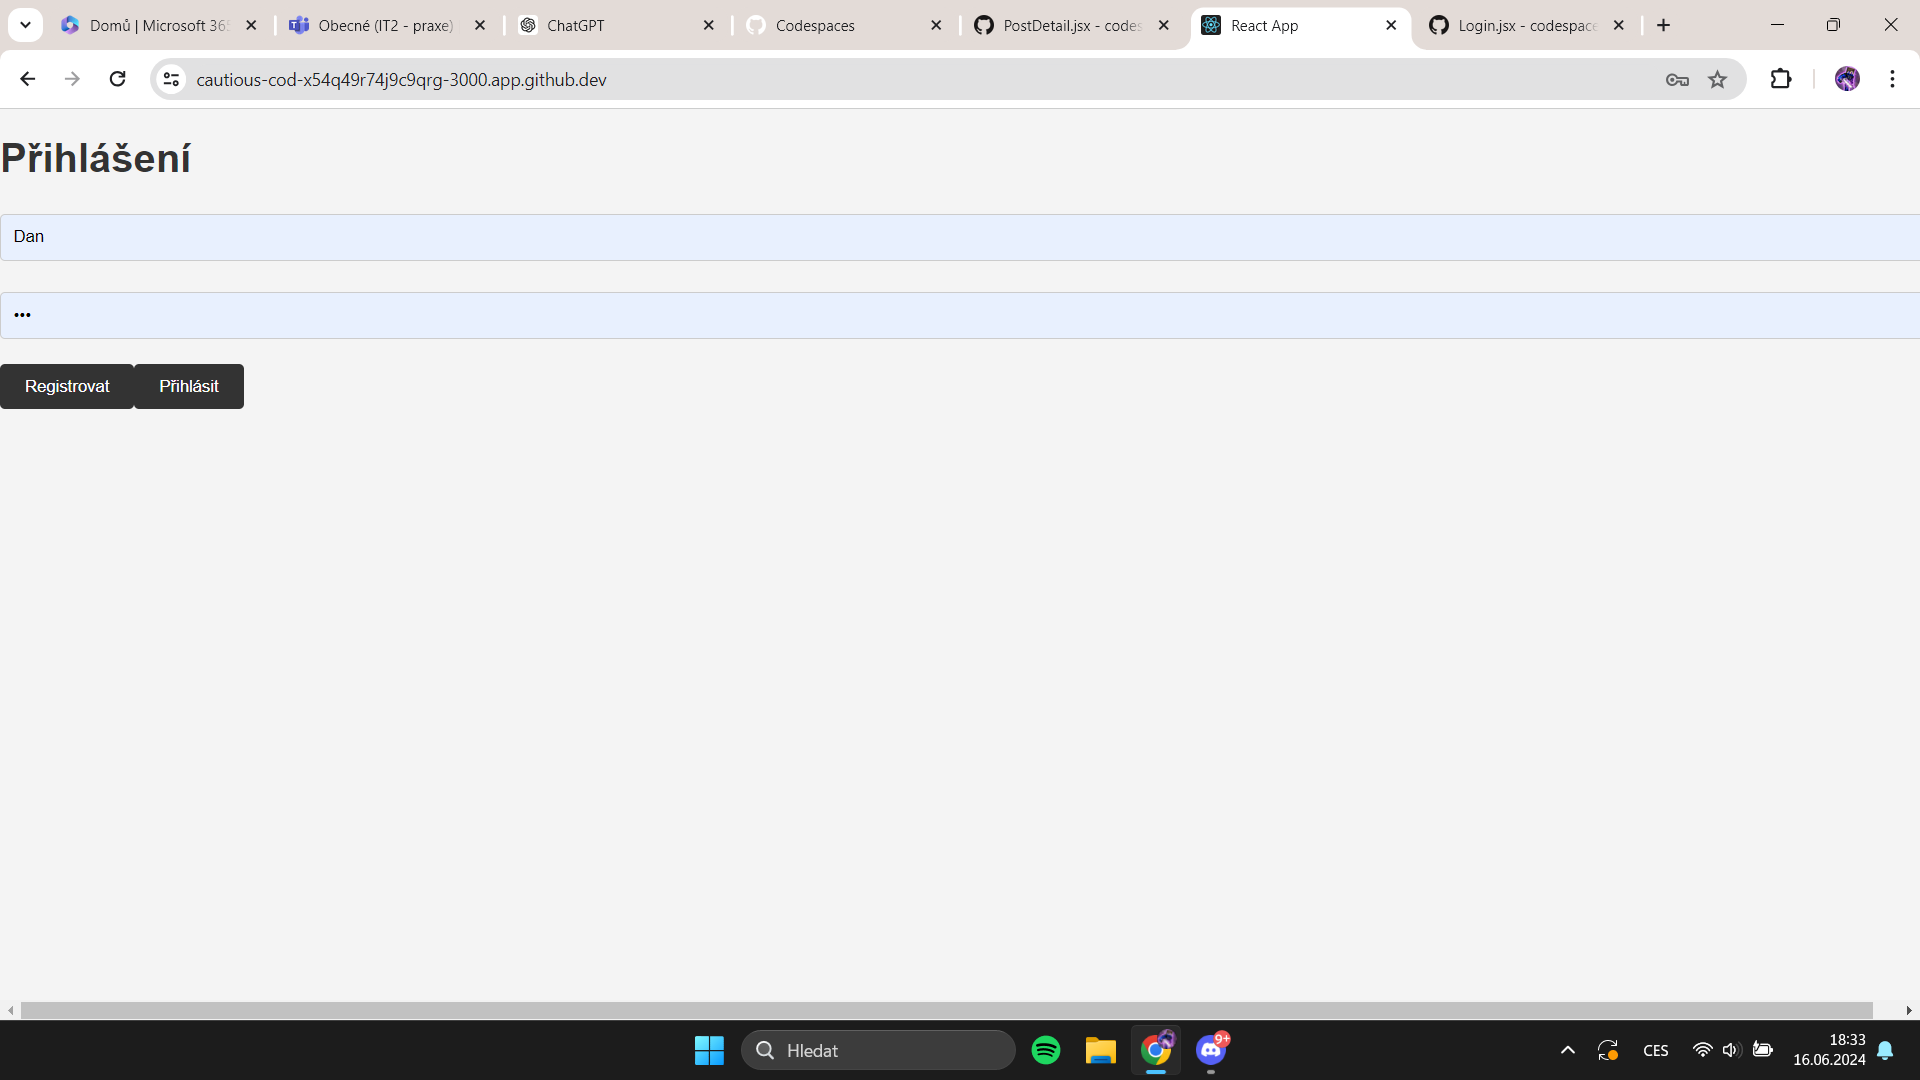 Domů | Microsoft 365
Obecné (IT2 - praxe)
ChatGPT
Codespaces
PostDetail.jsx - codes
React App
Login.jsx - codespace
cautious-cod-x54q49r74j9c9qrg-3000.app.github.dev
Přihlášení
Dan
•••
Registrovat
Přihlásit
Hledat
9+
CES
18:33
16.06.2024